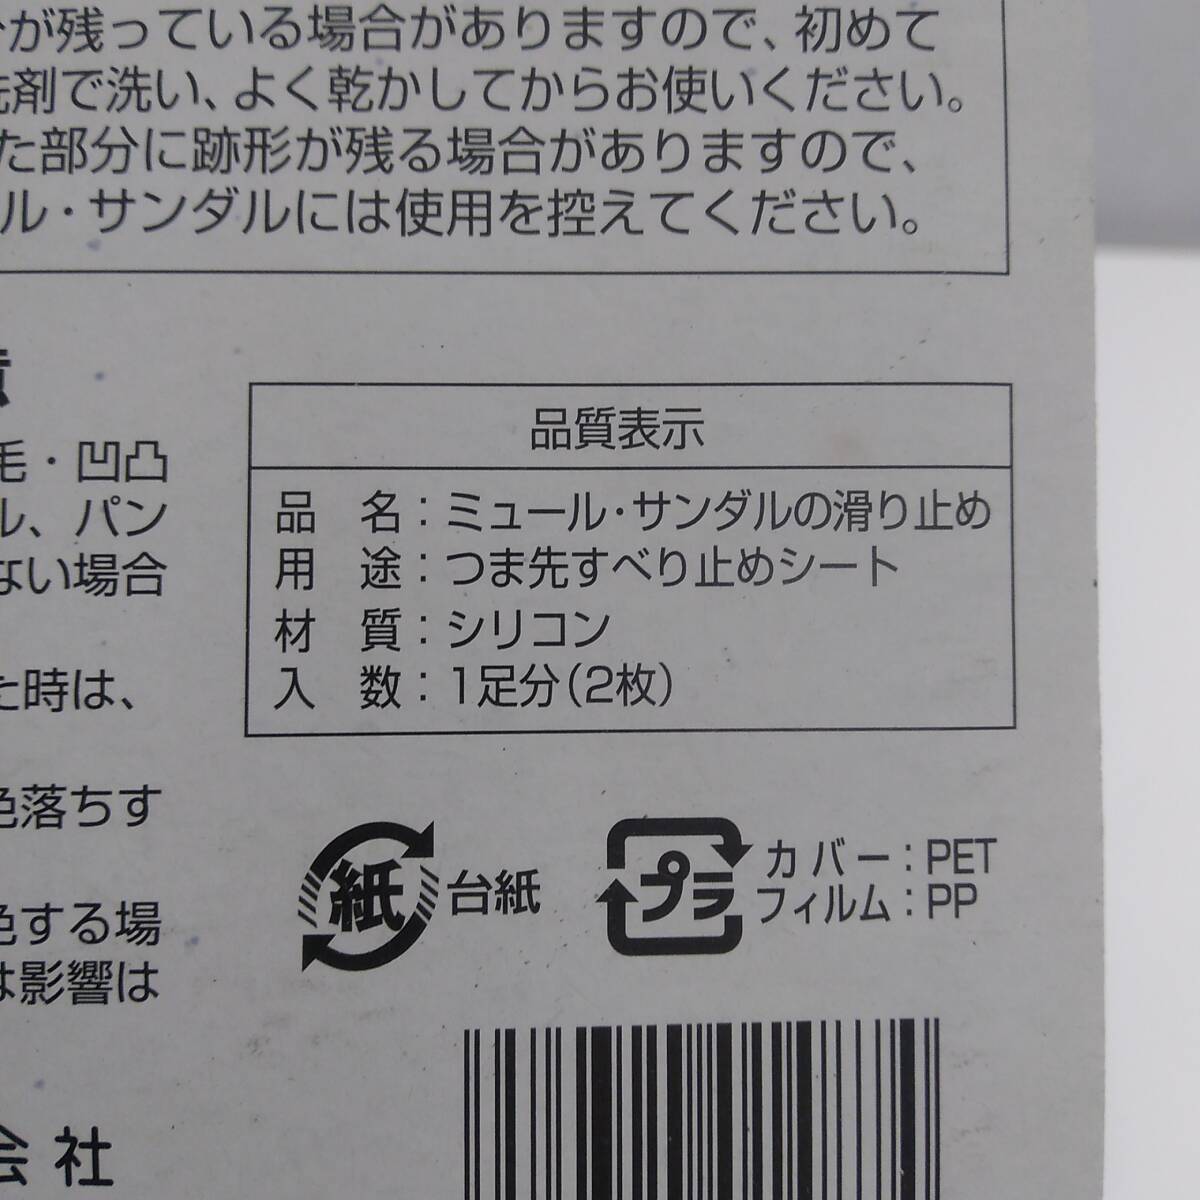 が残っている場合がありますので、初めて
洗剤で洗い、よく乾かしてからお使いください。
た部分に跡形が残る場合がありますので、
ル・サンダルには使用を控えてください。
毛・凹凸
ル、パン
ない場合
た時は、
色落ちす
色する場
は影響は
会社
品質表示
品 名：ミュール・サンダルの滑り止め
用 途：つま先すべり止めシート
材 質：シリコン
入 数：1足分（2枚）
紙 台紙
プラ カバー：PET
フィルム：PP